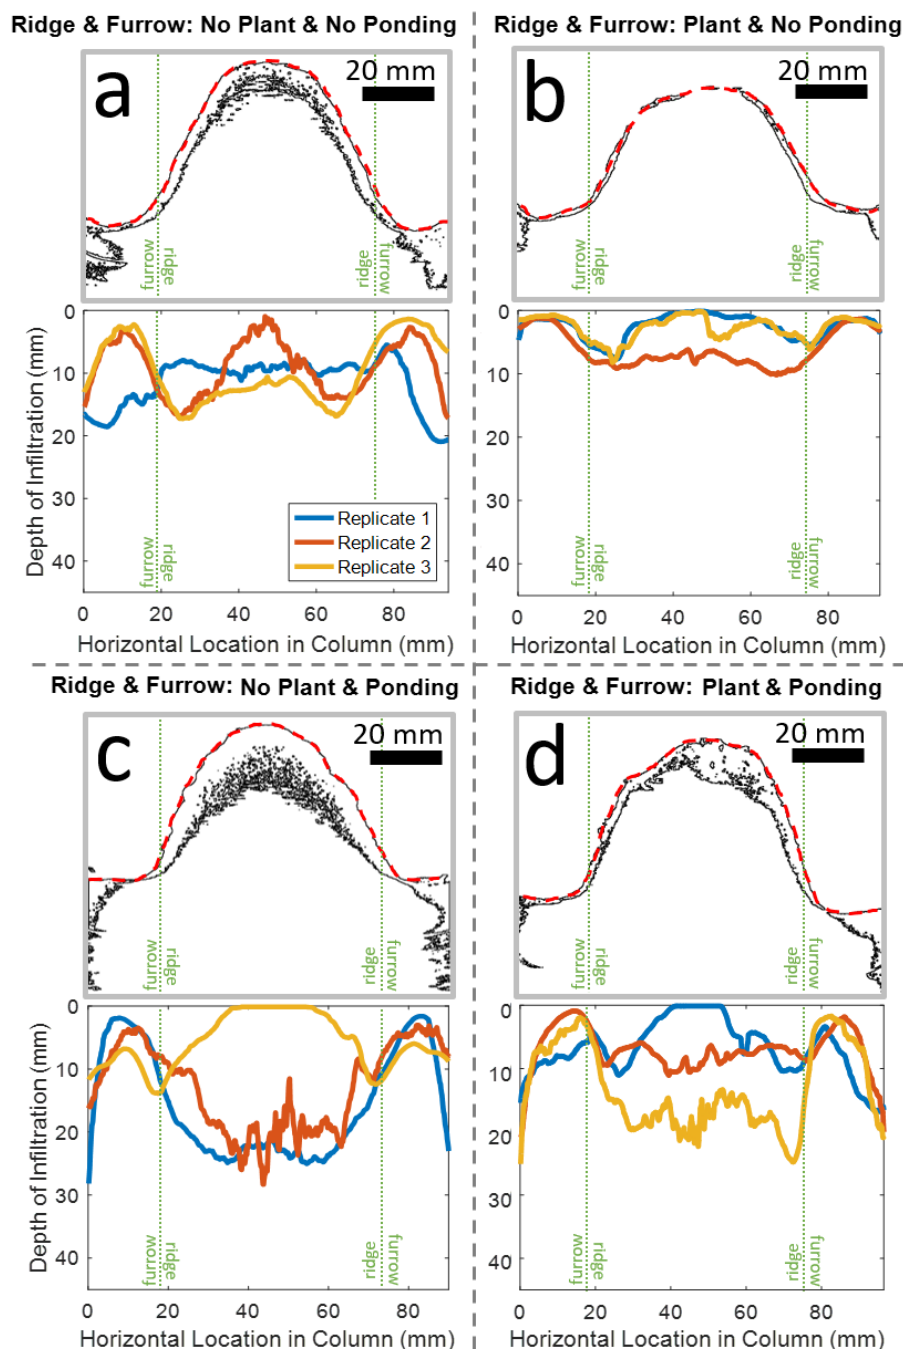 Ridge & Furrow: No Plant & No Ponding
a
20 mm
furrow
ridge
ridge
furrow
0
10
20
30
40
Depth of Infiltration (mm)
furrow
ridge
Replicate 1
Replicate 2
Replicate 3
0
20
40
60
80
Horizontal Location in Column (mm)
Ridge & Furrow: Plant & No Ponding
b
20 mm
furrow
ridge
ridge
furrow
0
10
20
30
40
furrow
ridge
ridge
furrow
0
20
40
60
80
Horizontal Location in Column (mm)
Ridge & Furrow: No Plant & Ponding
c
20 mm
furrow
ridge
ridge
furrow
0
10
20
30
40
Depth of Infiltration (mm)
furrow
ridge
ridge
furrow
0
20
40
60
80
Horizontal Location in Column (mm)
Ridge & Furrow: Plant & Ponding
d
20 mm
furrow
ridge
ridge
furrow
0
10
20
30
40
furrow
ridge
ridge
furrow
0
20
40
60
80
Horizontal Location in Column (mm)